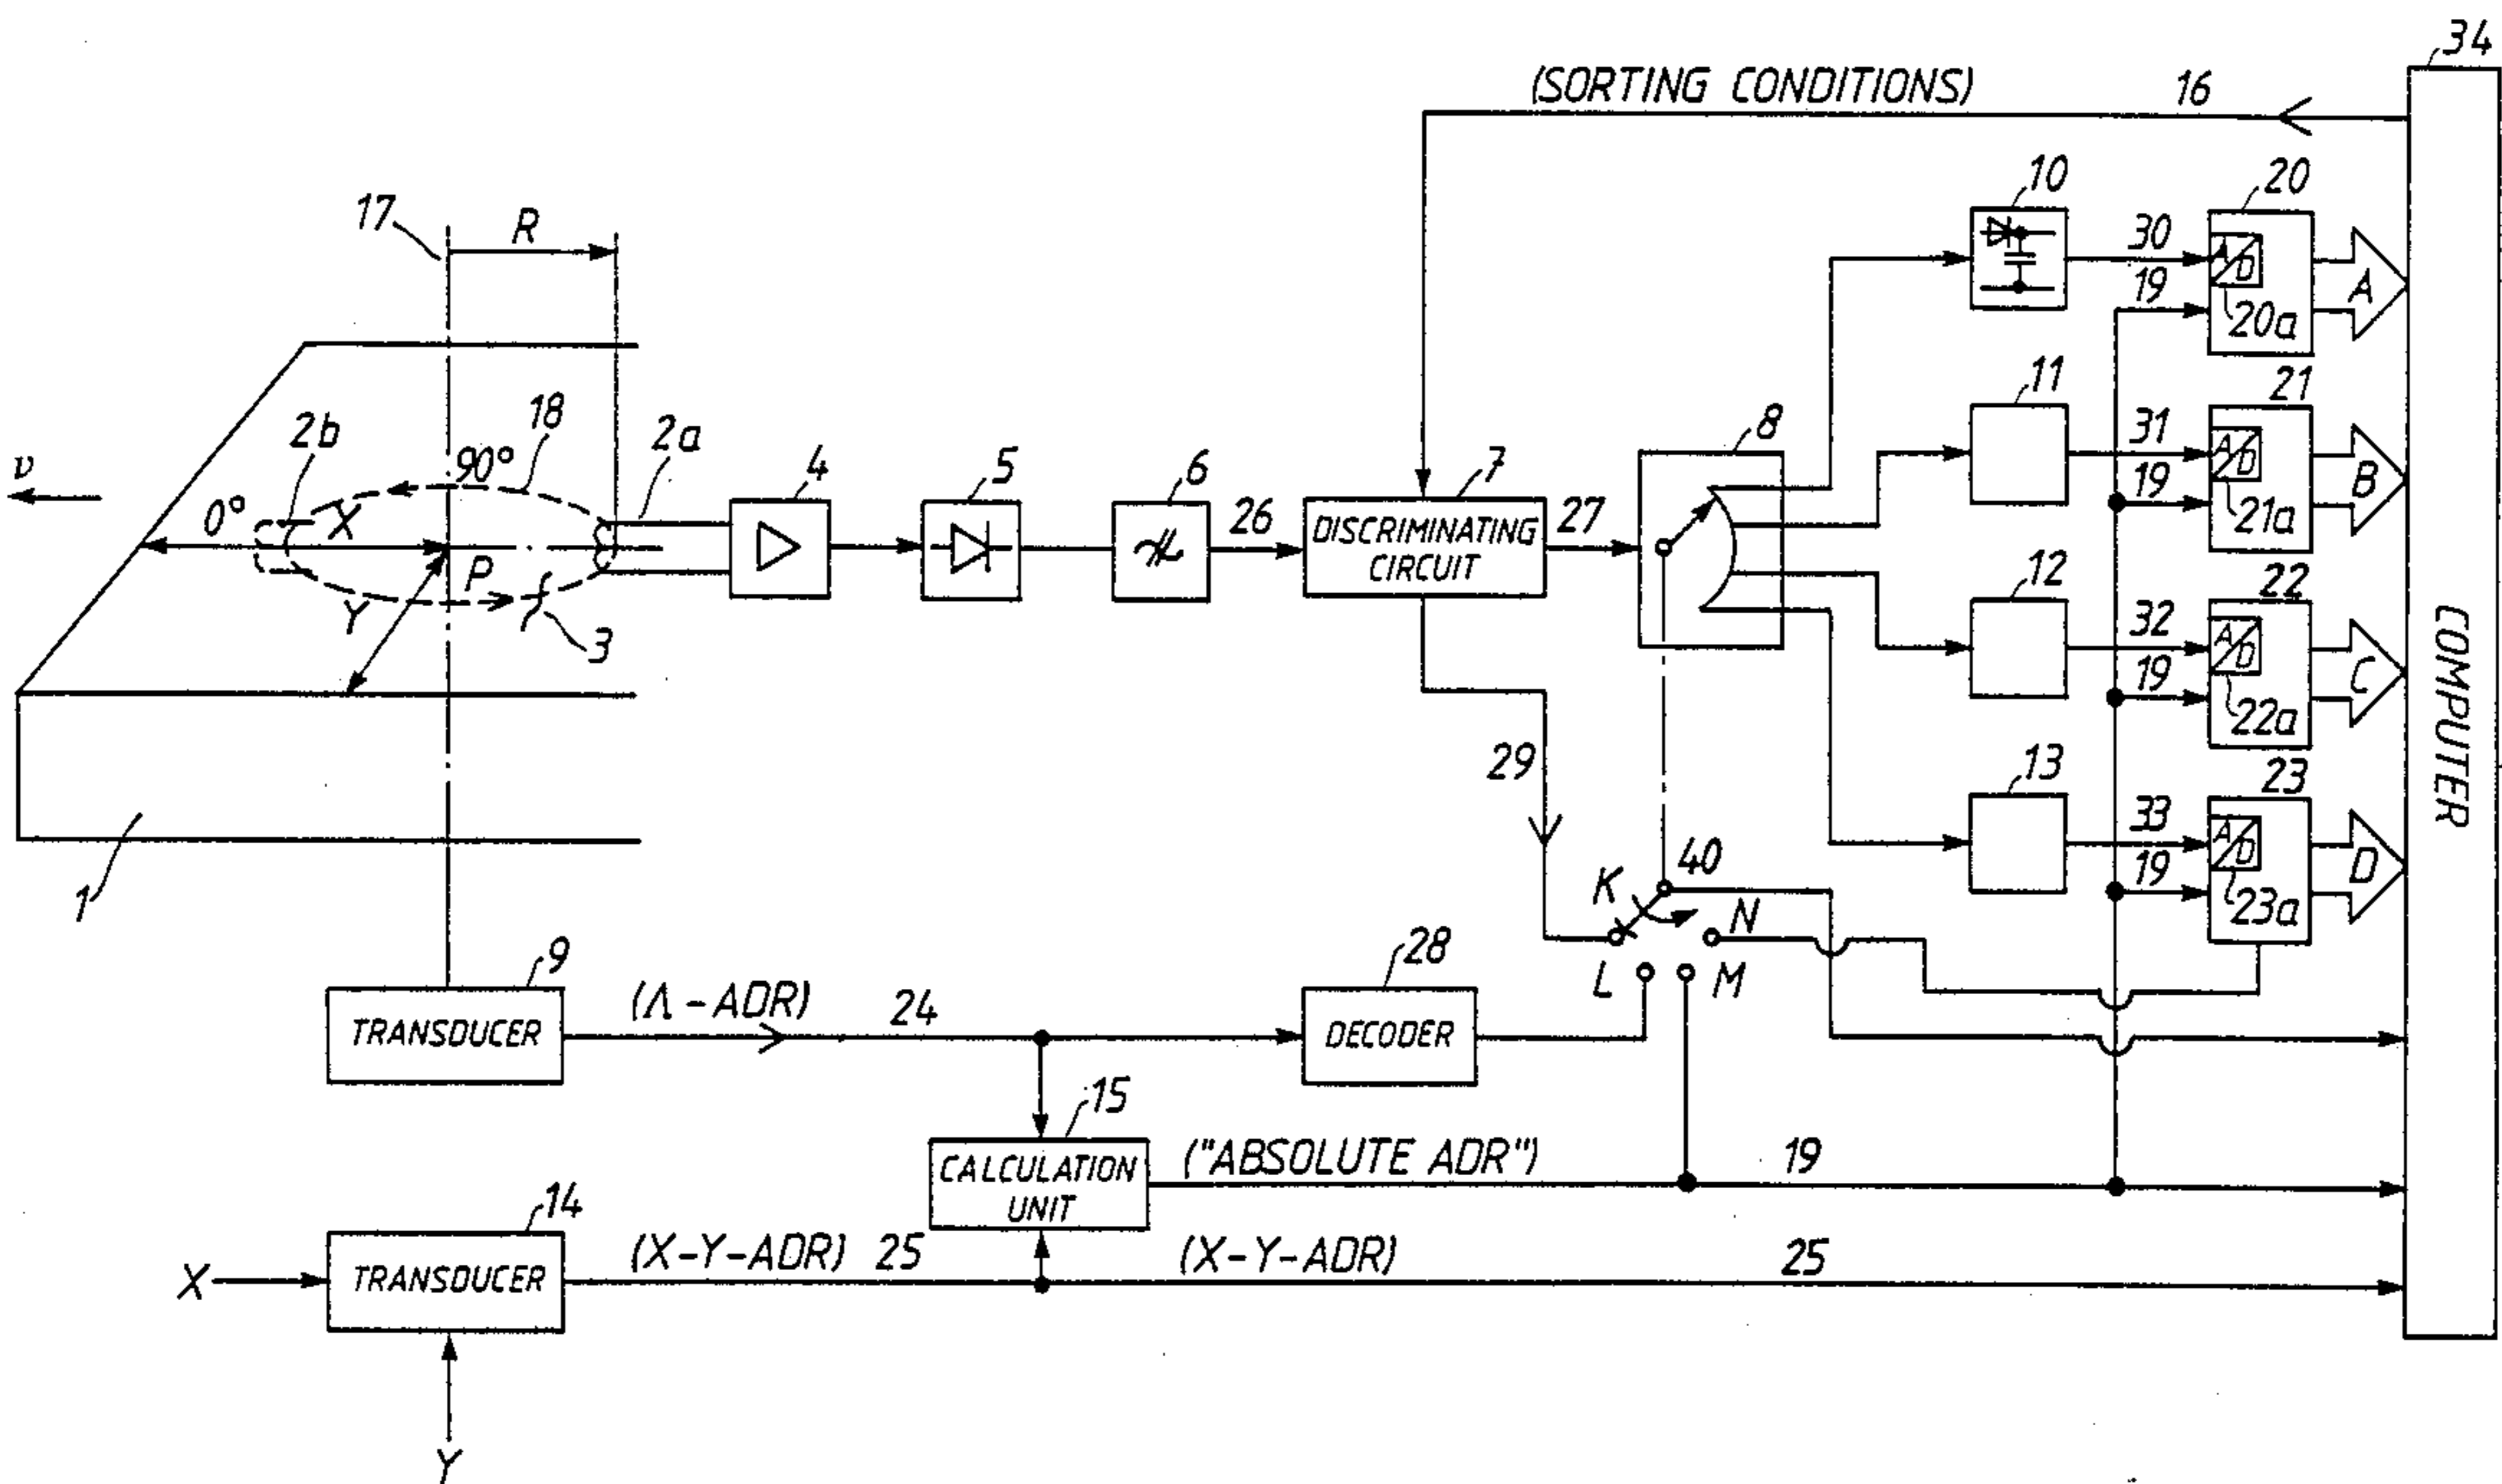 34
(SORTING CONDITIONS) 16
10
20
17
R
30
A/D
A
19
20a
11
21
2b
18
2a
8
31
A/D
B
υ
90°
4
5
6
7
19
21a
0°
X
26
DISCRIMINATING
CIRCUIT
27
P
12
22
Y
3
32
A/D
C
COMPUTER
19
22a
29
13
23
33
A/D
D
1
K
40
19
23a
N
9
28
L
M
(Λ-ADR)
24
TRANSDUCER
DECODER
15
("ABSOLUTE ADR")
19
CALCULATION
UNIT
14
(X-Y-ADR) 25
(X-Y-ADR)
25
X
TRANSDUCER
Y